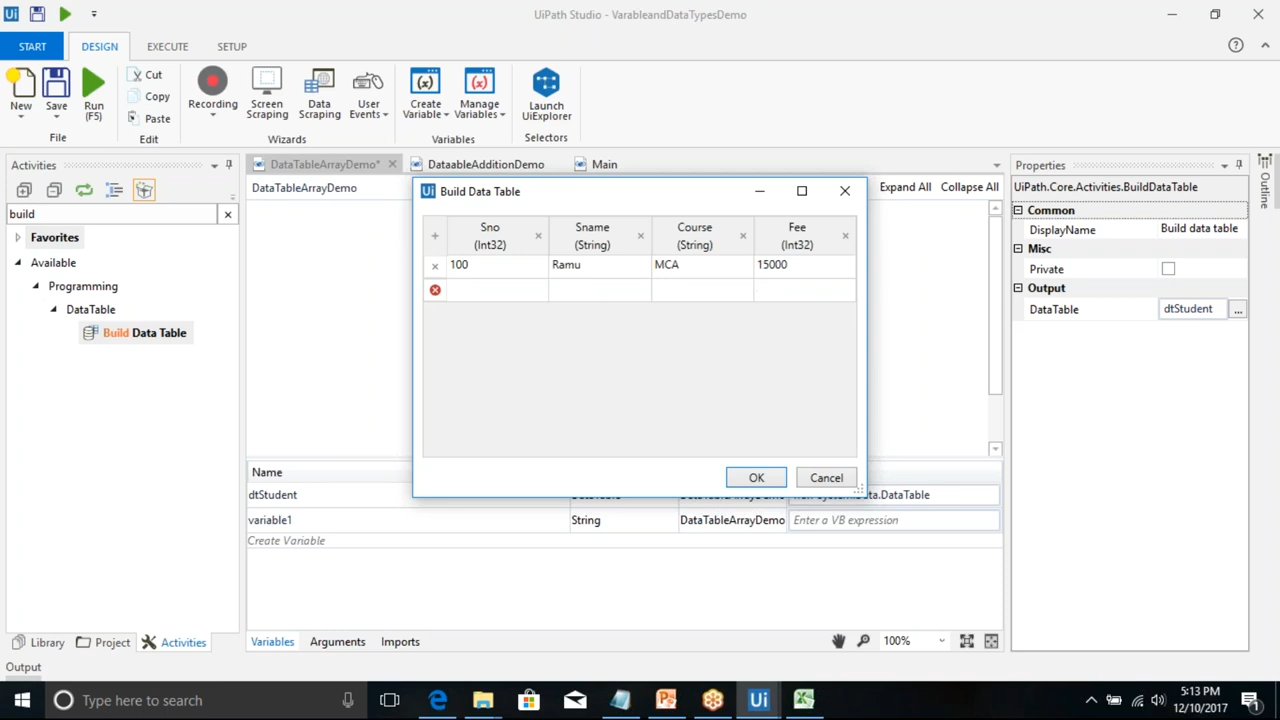 Ui
UiPath Studio - VarableandDataTypesDemo
START DESIGN EXECUTE SETUP
New Save Run (F5) Cut Copy Paste Recording Screen Scraping Data Scraping User Events Create Variable Manage Variables Launch UiExplorer
File Edit Wizards Variables Selectors
Activities
build
Favorites
Available
Programming
DataTable
Build Data Table
DataTableArrayDemo* DataableAdditionDemo Main
DataTableArrayDemo Expand All Collapse All
Ui Build Data Table
Sno (Int32) Sname (String) Course (String) Fee (Int32)
100 Ramu MCA 15000
OK Cancel
Name
dtStudent
variable1 String DataTableArrayDemo Enter a VB expression
Create Variable
Variables Arguments Imports 100%
Properties
UiPath.Core.Activities.BuildDataTable
Common
DisplayName Build data table
Misc
Private
Output
DataTable dtStudent ...
Outline
Library Project Activities
Output
Type here to search
Ui
5:13 PM
12/10/2017
1